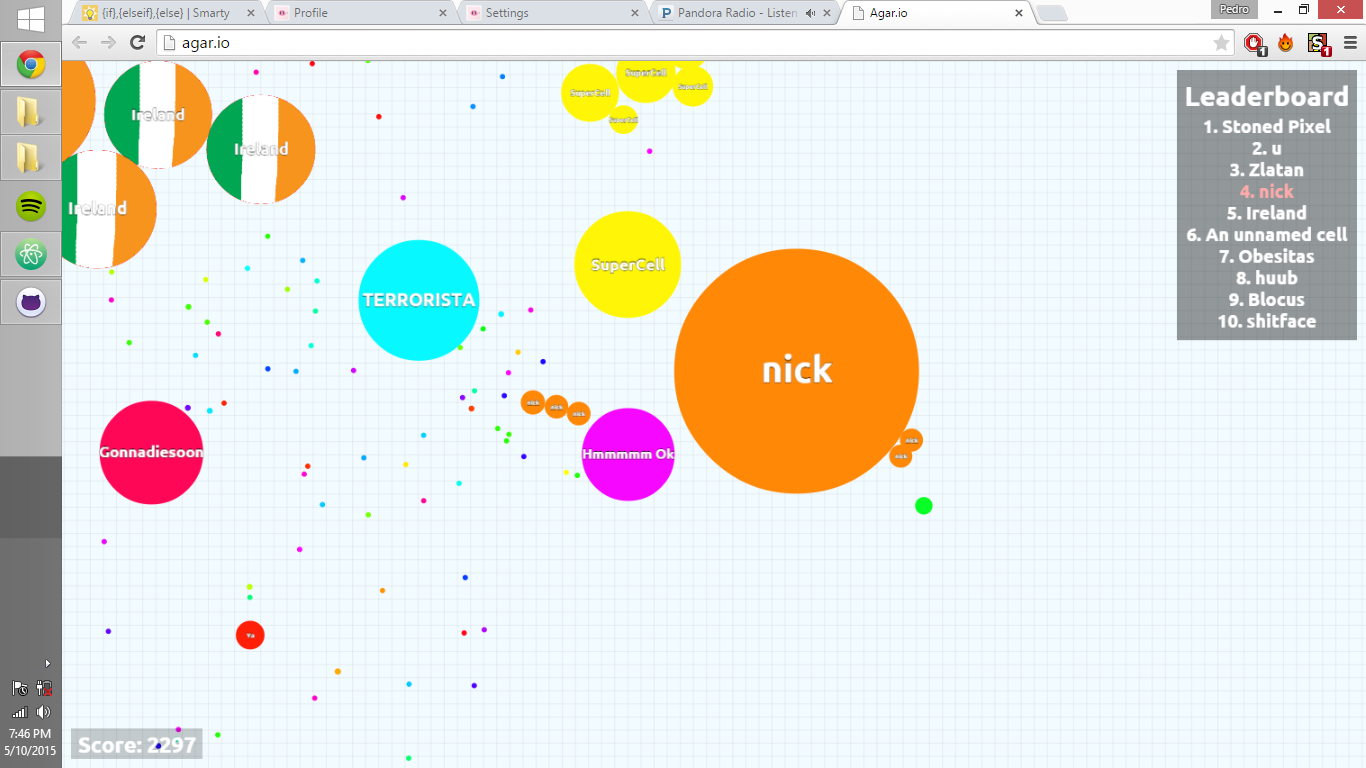 {if},{elseif},{else} | Smarty
Profile
Settings
Pandora Radio - Listen
Agar.io
Pedro
agar.io
1
1
SuperCell
SuperCell
SuperCell
SuperCell
Ireland
Ireland
Ireland
SuperCell
TERRORISTA
nick
nick
nick
nick
nick
nick
Gonnadiesoon
Hmmmmm Ok
va
Leaderboard
1. Stoned Pixel
2. u
3. Zlatan
4. nick
5. Ireland
6. An unnamed cell
7. Obesitas
8. huub
9. Blocus
10. shitface
Score: 2297
7:46 PM
5/10/2015